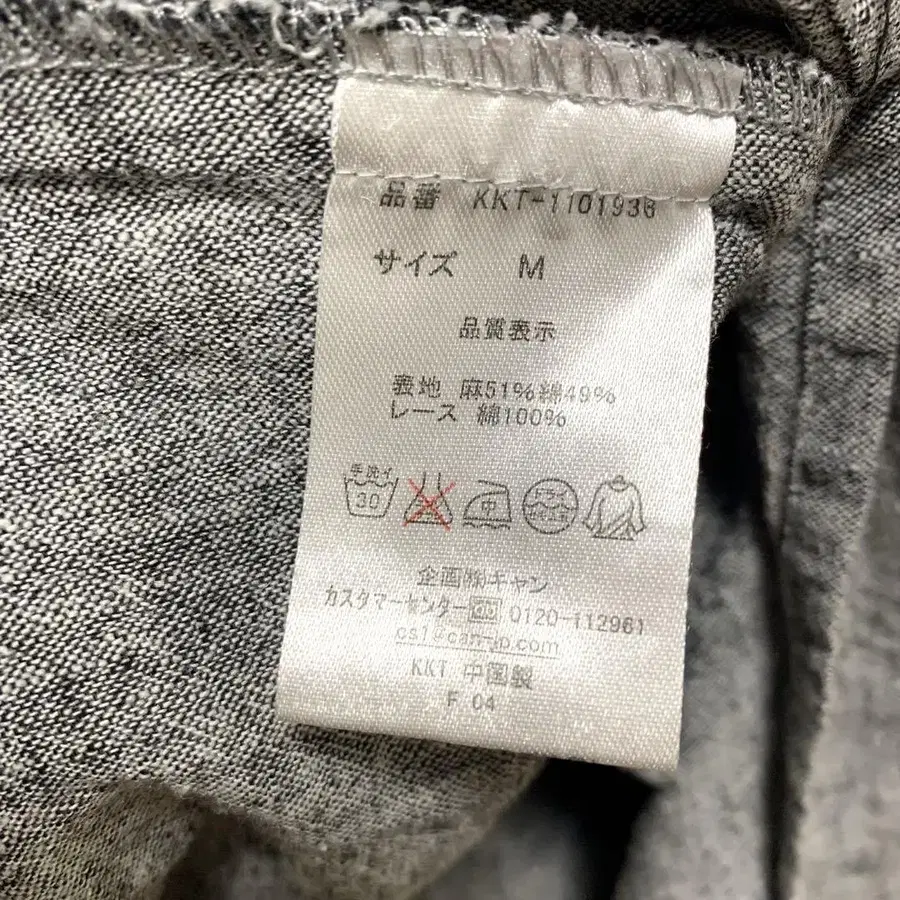 品番 KKT-1101936
サイズ M
品質表示
表地 麻51%綿49%
レース 綿100%
手洗イ
30 中
企画㈱キャン
カスタマーセンター 0120-112961
cs1@can-jp.com
KKT 中国製
F 04